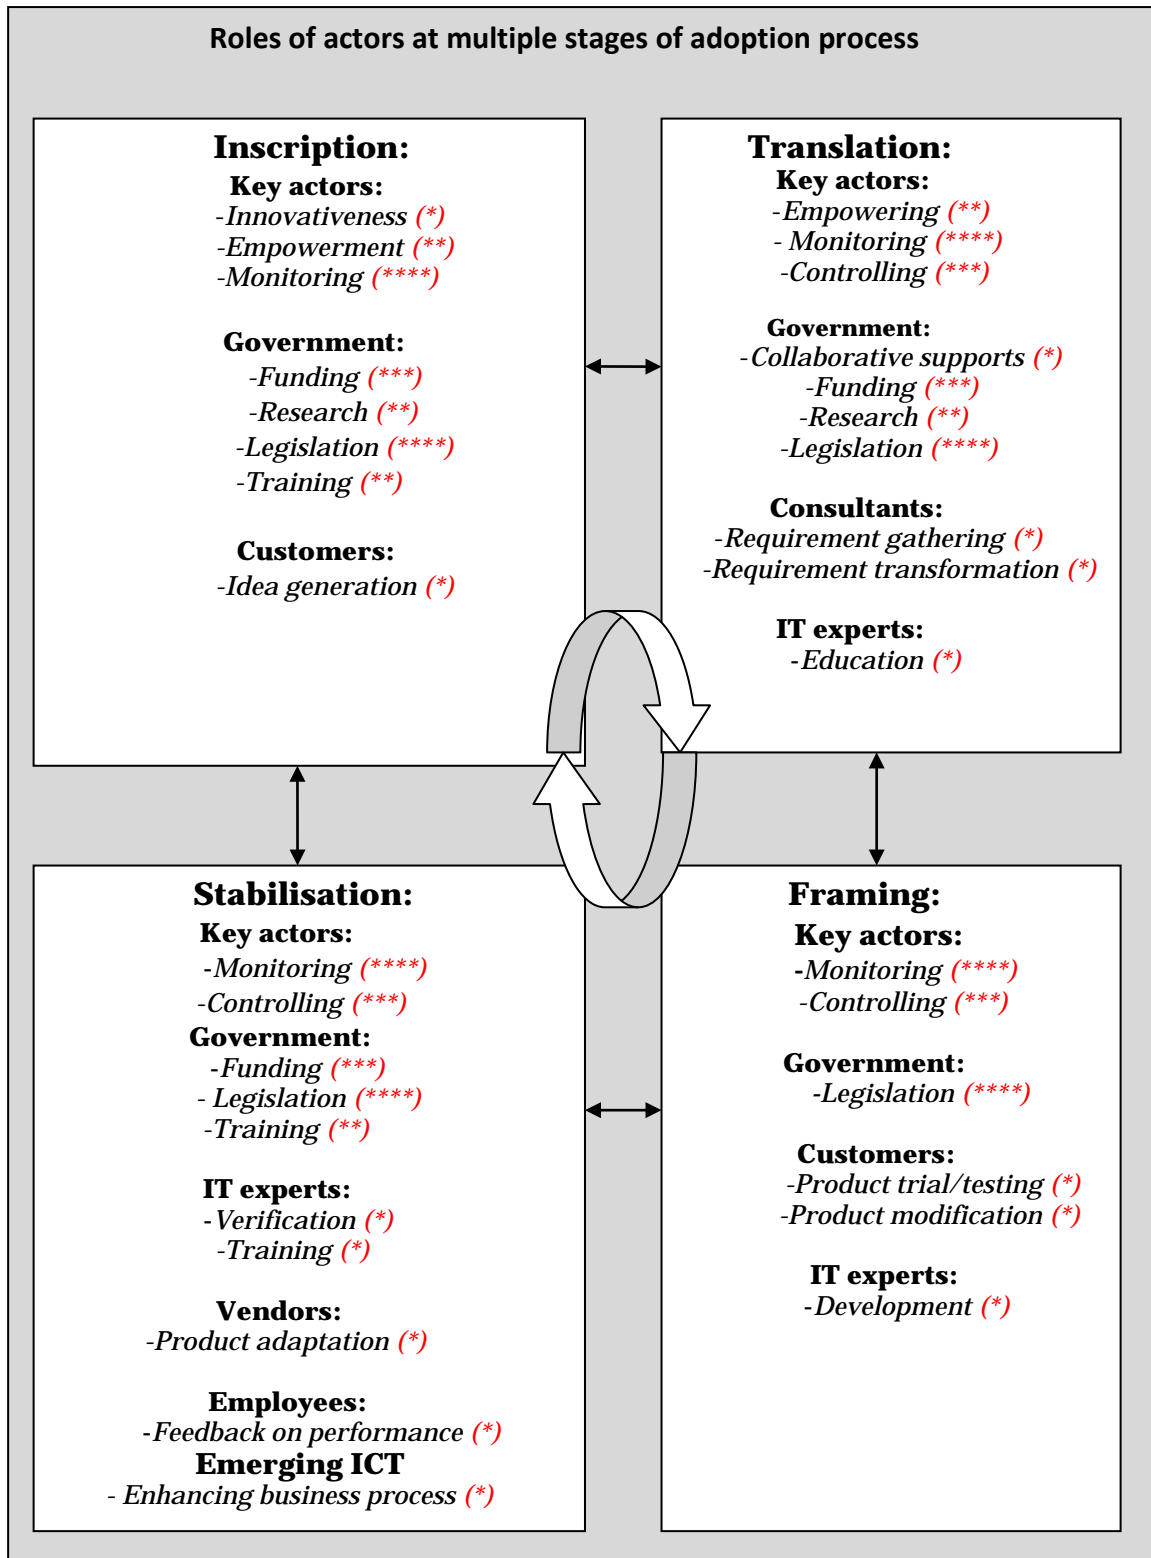 Roles of actors at multiple stages of adoption process
Inscription:
Key actors:
-Innovativeness (*)
-Empowerment (**)
-Monitoring (****)
Government:
-Funding (***)
-Research (**)
-Legislation (****)
-Training (**)
Customers:
-Idea generation (*)
Translation:
Key actors:
-Empowering (**)
- Monitoring (****)
-Controlling (***)
Government:
-Collaborative supports (*)
-Funding (***)
-Research (**)
-Legislation (****)
Consultants:
-Requirement gathering (*)
-Requirement transformation (*)
IT experts:
-Education (*)
Stabilisation:
Key actors:
-Monitoring (****)
-Controlling (***)
Government:
-Funding (***)
- Legislation (****)
-Training (**)
IT experts:
-Verification (*)
-Training (*)
Vendors:
-Product adaptation (*)
Employees:
-Feedback on performance (*)
Emerging ICT
- Enhancing business process (*)
Framing:
Key actors:
-Monitoring (****)
-Controlling (***)
Government:
-Legislation (****)
Customers:
-Product trial/testing (*)
-Product modification (*)
IT experts:
-Development (*)